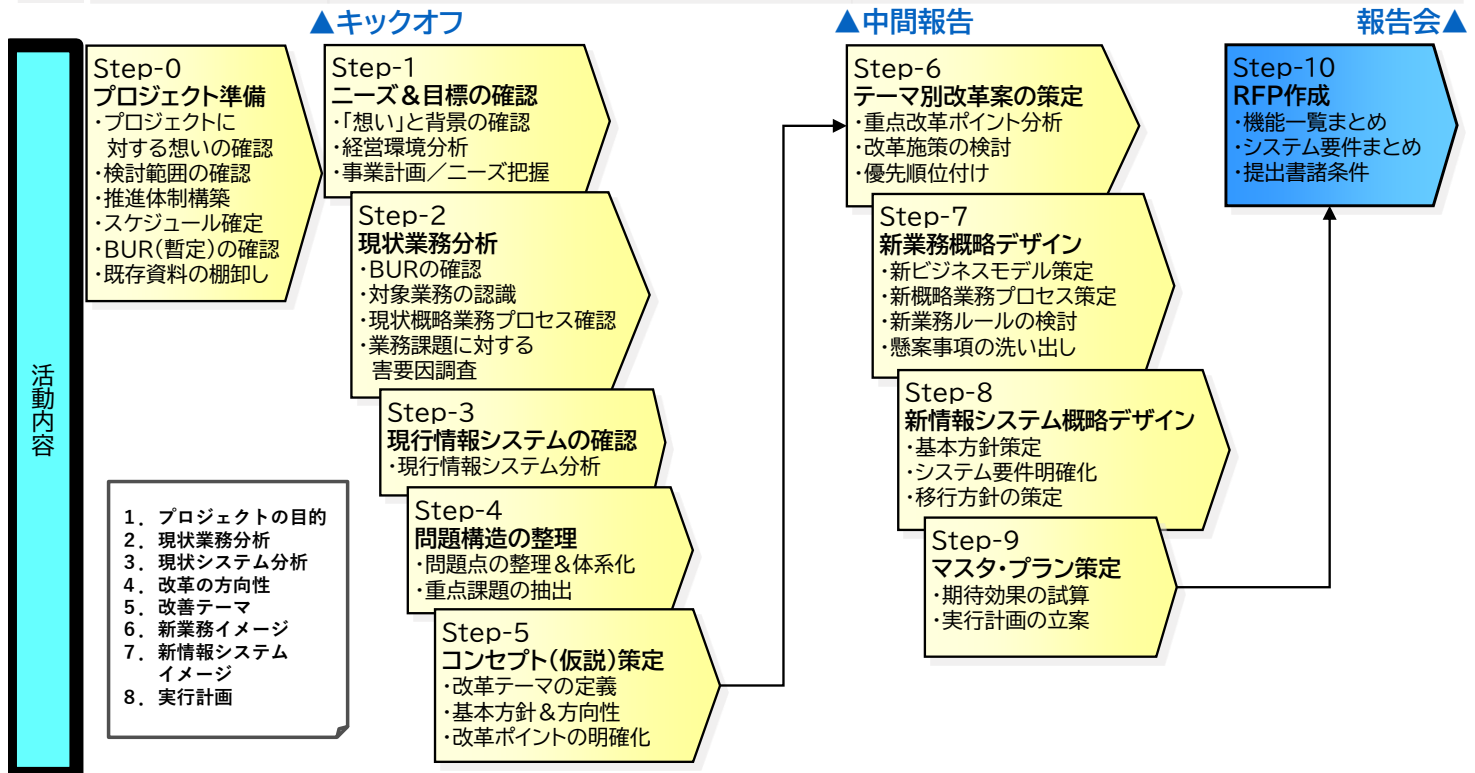 ▲キックオフ
▲中間報告
報告会▲
活動内容
Step-0
プロジェクト準備
・プロジェクトに
対する想いの確認
・検討範囲の確認
・推進体制構築
・スケジュール確定
・BUR(暫定)の確認
・既存資料の棚卸し
Step-1
ニーズ&目標の確認
・「想い」と背景の確認
・経営環境分析
・事業計画/ニーズ把握
Step-2
現状業務分析
・BURの確認
・対象業務の認識
・現状概略業務プロセス確認
・業務課題に対する
害要因調査
Step-3
現行情報システムの確認
・現行情報システム分析
Step-4
問題構造の整理
・問題点の整理&体系化
・重点課題の抽出
Step-5
コンセプト(仮説)策定
・改革テーマの定義
・基本方針&方向性
・改革ポイントの明確化
Step-6
テーマ別改革案の策定
・重点改革ポイント分析
・改革施策の検討
・優先順位付け
Step-7
新業務概略デザイン
・新ビジネスモデル策定
・新概略業務プロセス策定
・新業務ルールの検討
・懸案事項の洗い出し
Step-8
新情報システム概略デザイン
・基本方針策定
・システム要件明確化
・移行方針の策定
Step-9
マスタ・プラン策定
・期待効果の試算
・実行計画の立案
Step-10
RFP作成
・機能一覧まとめ
・システム要件まとめ
・提出書諸条件
1. プロジェクトの目的
2. 現状業務分析
3. 現状システム分析
4. 改革の方向性
5. 改善テーマ
6. 新業務イメージ
7. 新情報システム
イメージ
8. 実行計画